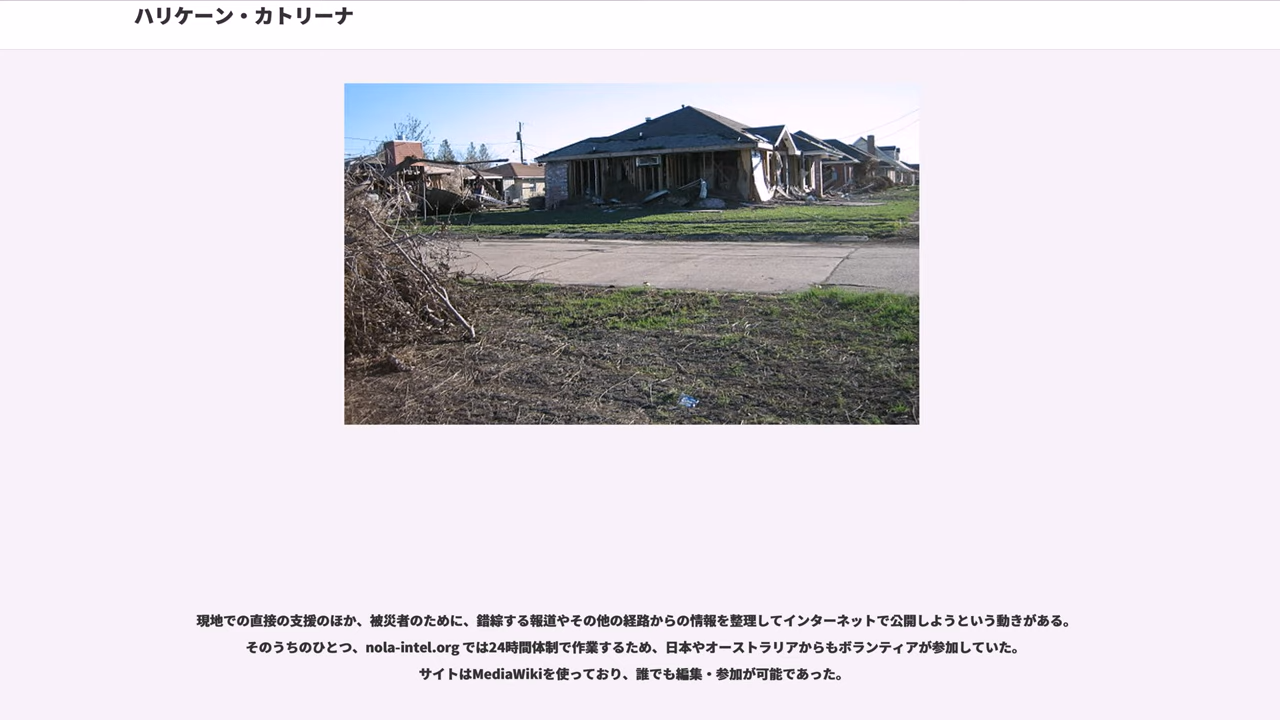 ハリケーン・カトリーナ
現地での直接の支援のほか、被災者のために、錯綜する報道やその他の経路からの情報を整理してインターネットで公開しようという動きがある。
そのうちのひとつ、nola-intel.org では24時間体制で作業するため、日本やオーストラリアからもボランティアが参加していた。
サイトはMediaWikiを使っており、誰でも編集・参加が可能であった。